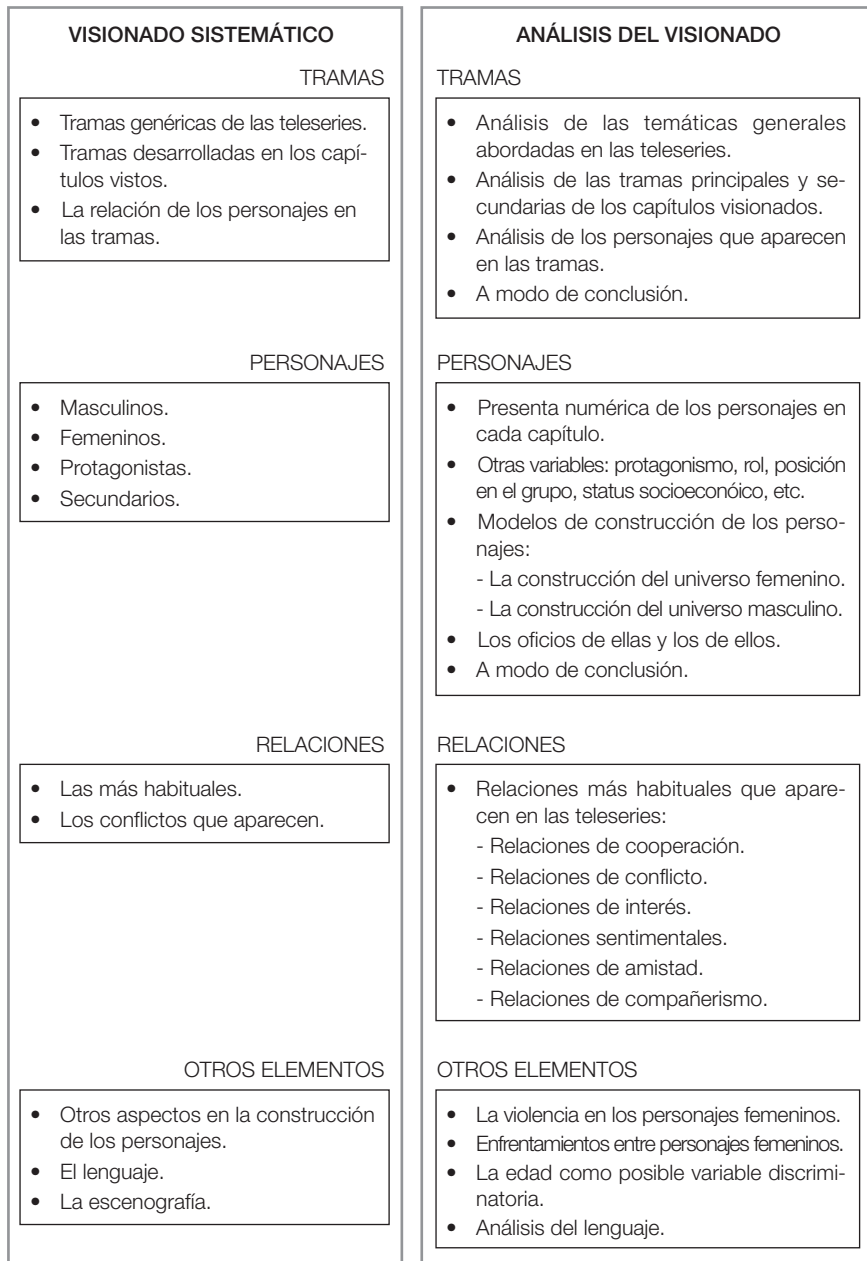 VISIONADO SISTEMÁTICO
TRAMAS
• Tramas genéricas de las teleseries.
• Tramas desarrolladas en los capí-
tulos vistos.
• La relación de los personajes en
las tramas.
PERSONAJES
• Masculinos.
• Femeninos.
• Protagonistas.
• Secundarios.
RELACIONES
• Las más habituales.
• Los conflictos que aparecen.
OTROS ELEMENTOS
• Otros aspectos en la construcción
de los personajes.
• El lenguaje.
• La escenografía.
ANÁLISIS DEL VISIONADO
TRAMAS
• Análisis de las temáticas generales
abordadas en las teleseries.
• Análisis de las tramas principales y se-
cundarias de los capítulos visionados.
• Análisis de los personajes que aparecen
en las tramas.
• A modo de conclusión.
PERSONAJES
• Presenta numérica de los personajes en
cada capítulo.
• Otras variables: protagonismo, rol, posición
en el grupo, status socioeconóico, etc.
• Modelos de construcción de los perso-
najes:
- La construcción del universo femenino.
- La construcción del universo masculino.
• Los oficios de ellas y los de ellos.
• A modo de conclusión.
RELACIONES
• Relaciones más habituales que apare-
cen en las teleseries:
- Relaciones de cooperación.
- Relaciones de conflicto.
- Relaciones de interés.
- Relaciones sentimentales.
- Relaciones de amistad.
- Relaciones de compañerismo.
OTROS ELEMENTOS
• La violencia en los personajes femeninos.
• Enfrentamientos entre personajes femeninos.
• La edad como posible variable discrimi-
natoria.
• Análisis del lenguaje.